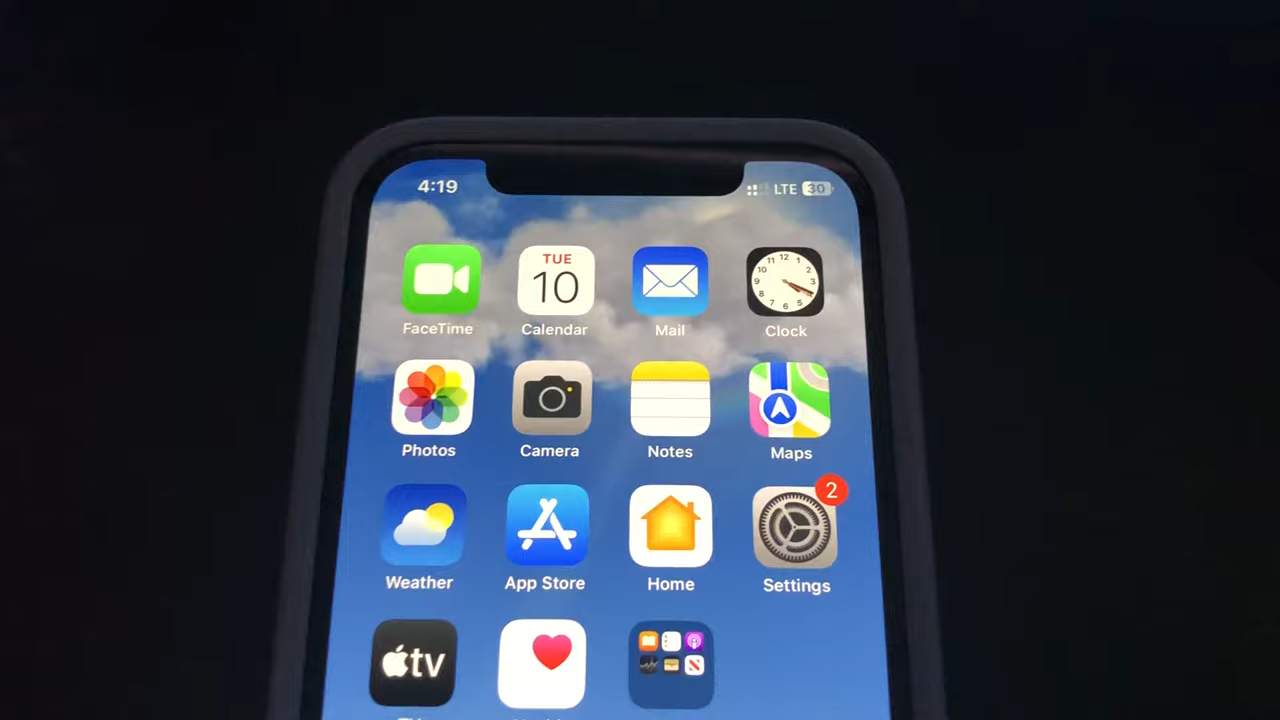 4:19 LTE 30
TUE
10
FaceTime Calendar Mail Clock
Photos Camera Notes Maps
2
Weather App Store Home Settings
tv